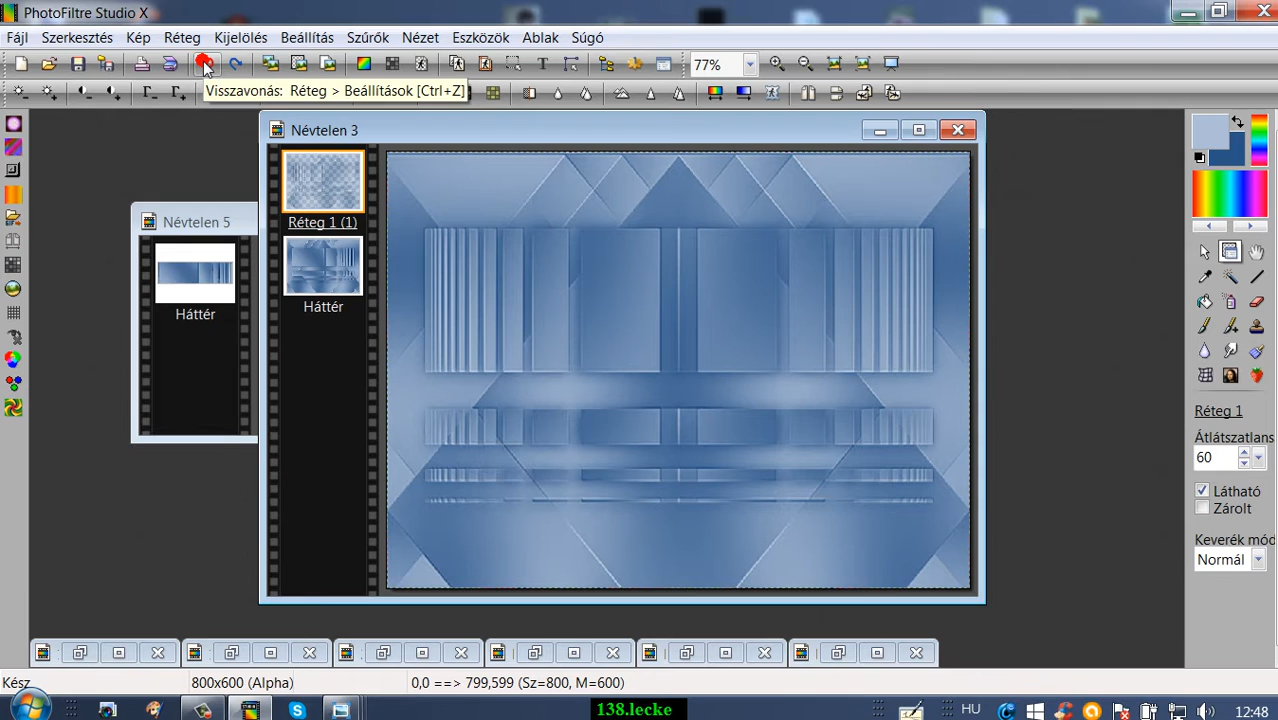 PhotoFiltre Studio X
Fájl Szerkesztés Kép Réteg Kijelölés Beállítás Szűrők Nézet Eszközök Ablak Súgó
77%
Visszavonás: Réteg > Beállítások [Ctrl+Z]
Névtelen 3
Névtelen 5
Réteg 1 (1)
Háttér
Háttér
Réteg 1
Átlátszatlans
60
Látható
Zárolt
Keverék mód
Normál
Kész
800x600 (Alpha)
0,0 ==> 799,599 (Sz=800, M=600)
138.lecke
HU
12:48